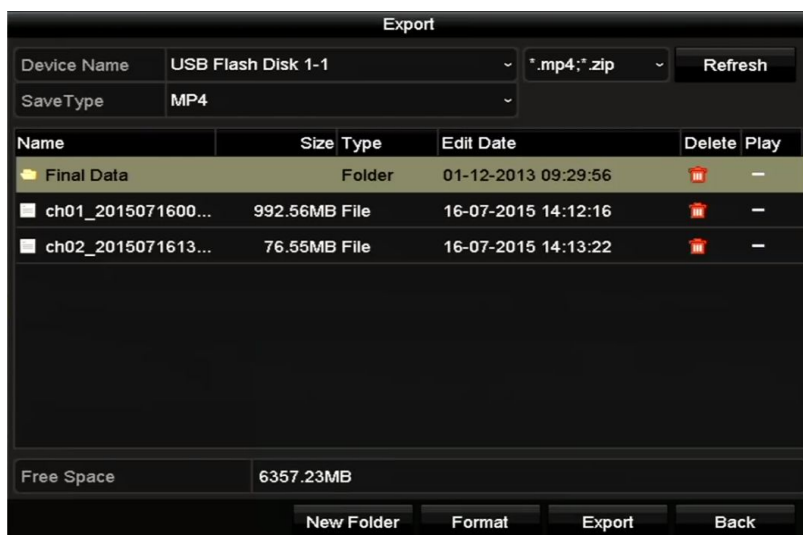 Export
Device Name USB Flash Disk 1-1 *.mp4;*.zip Refresh
SaveType MP4
Name Size Type Edit Date Delete Play
Final Data Folder 01-12-2013 09:29:56
ch01_2015071600... 992.56MB File 16-07-2015 14:12:16
ch02_2015071613... 76.55MB File 16-07-2015 14:13:22
Free Space 6357.23MB
New Folder Format Export Back